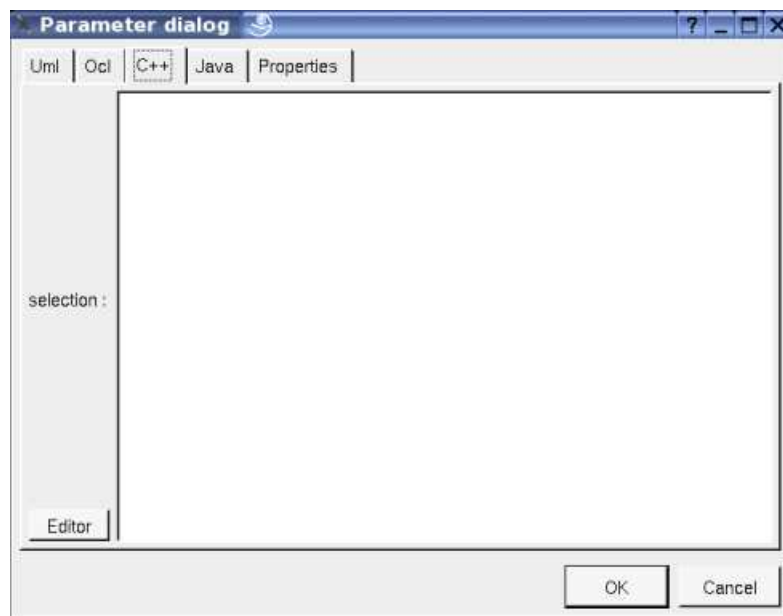 Parameter dialog
Uml Ocl C++ Java Properties
selection :
Editor
OK Cancel